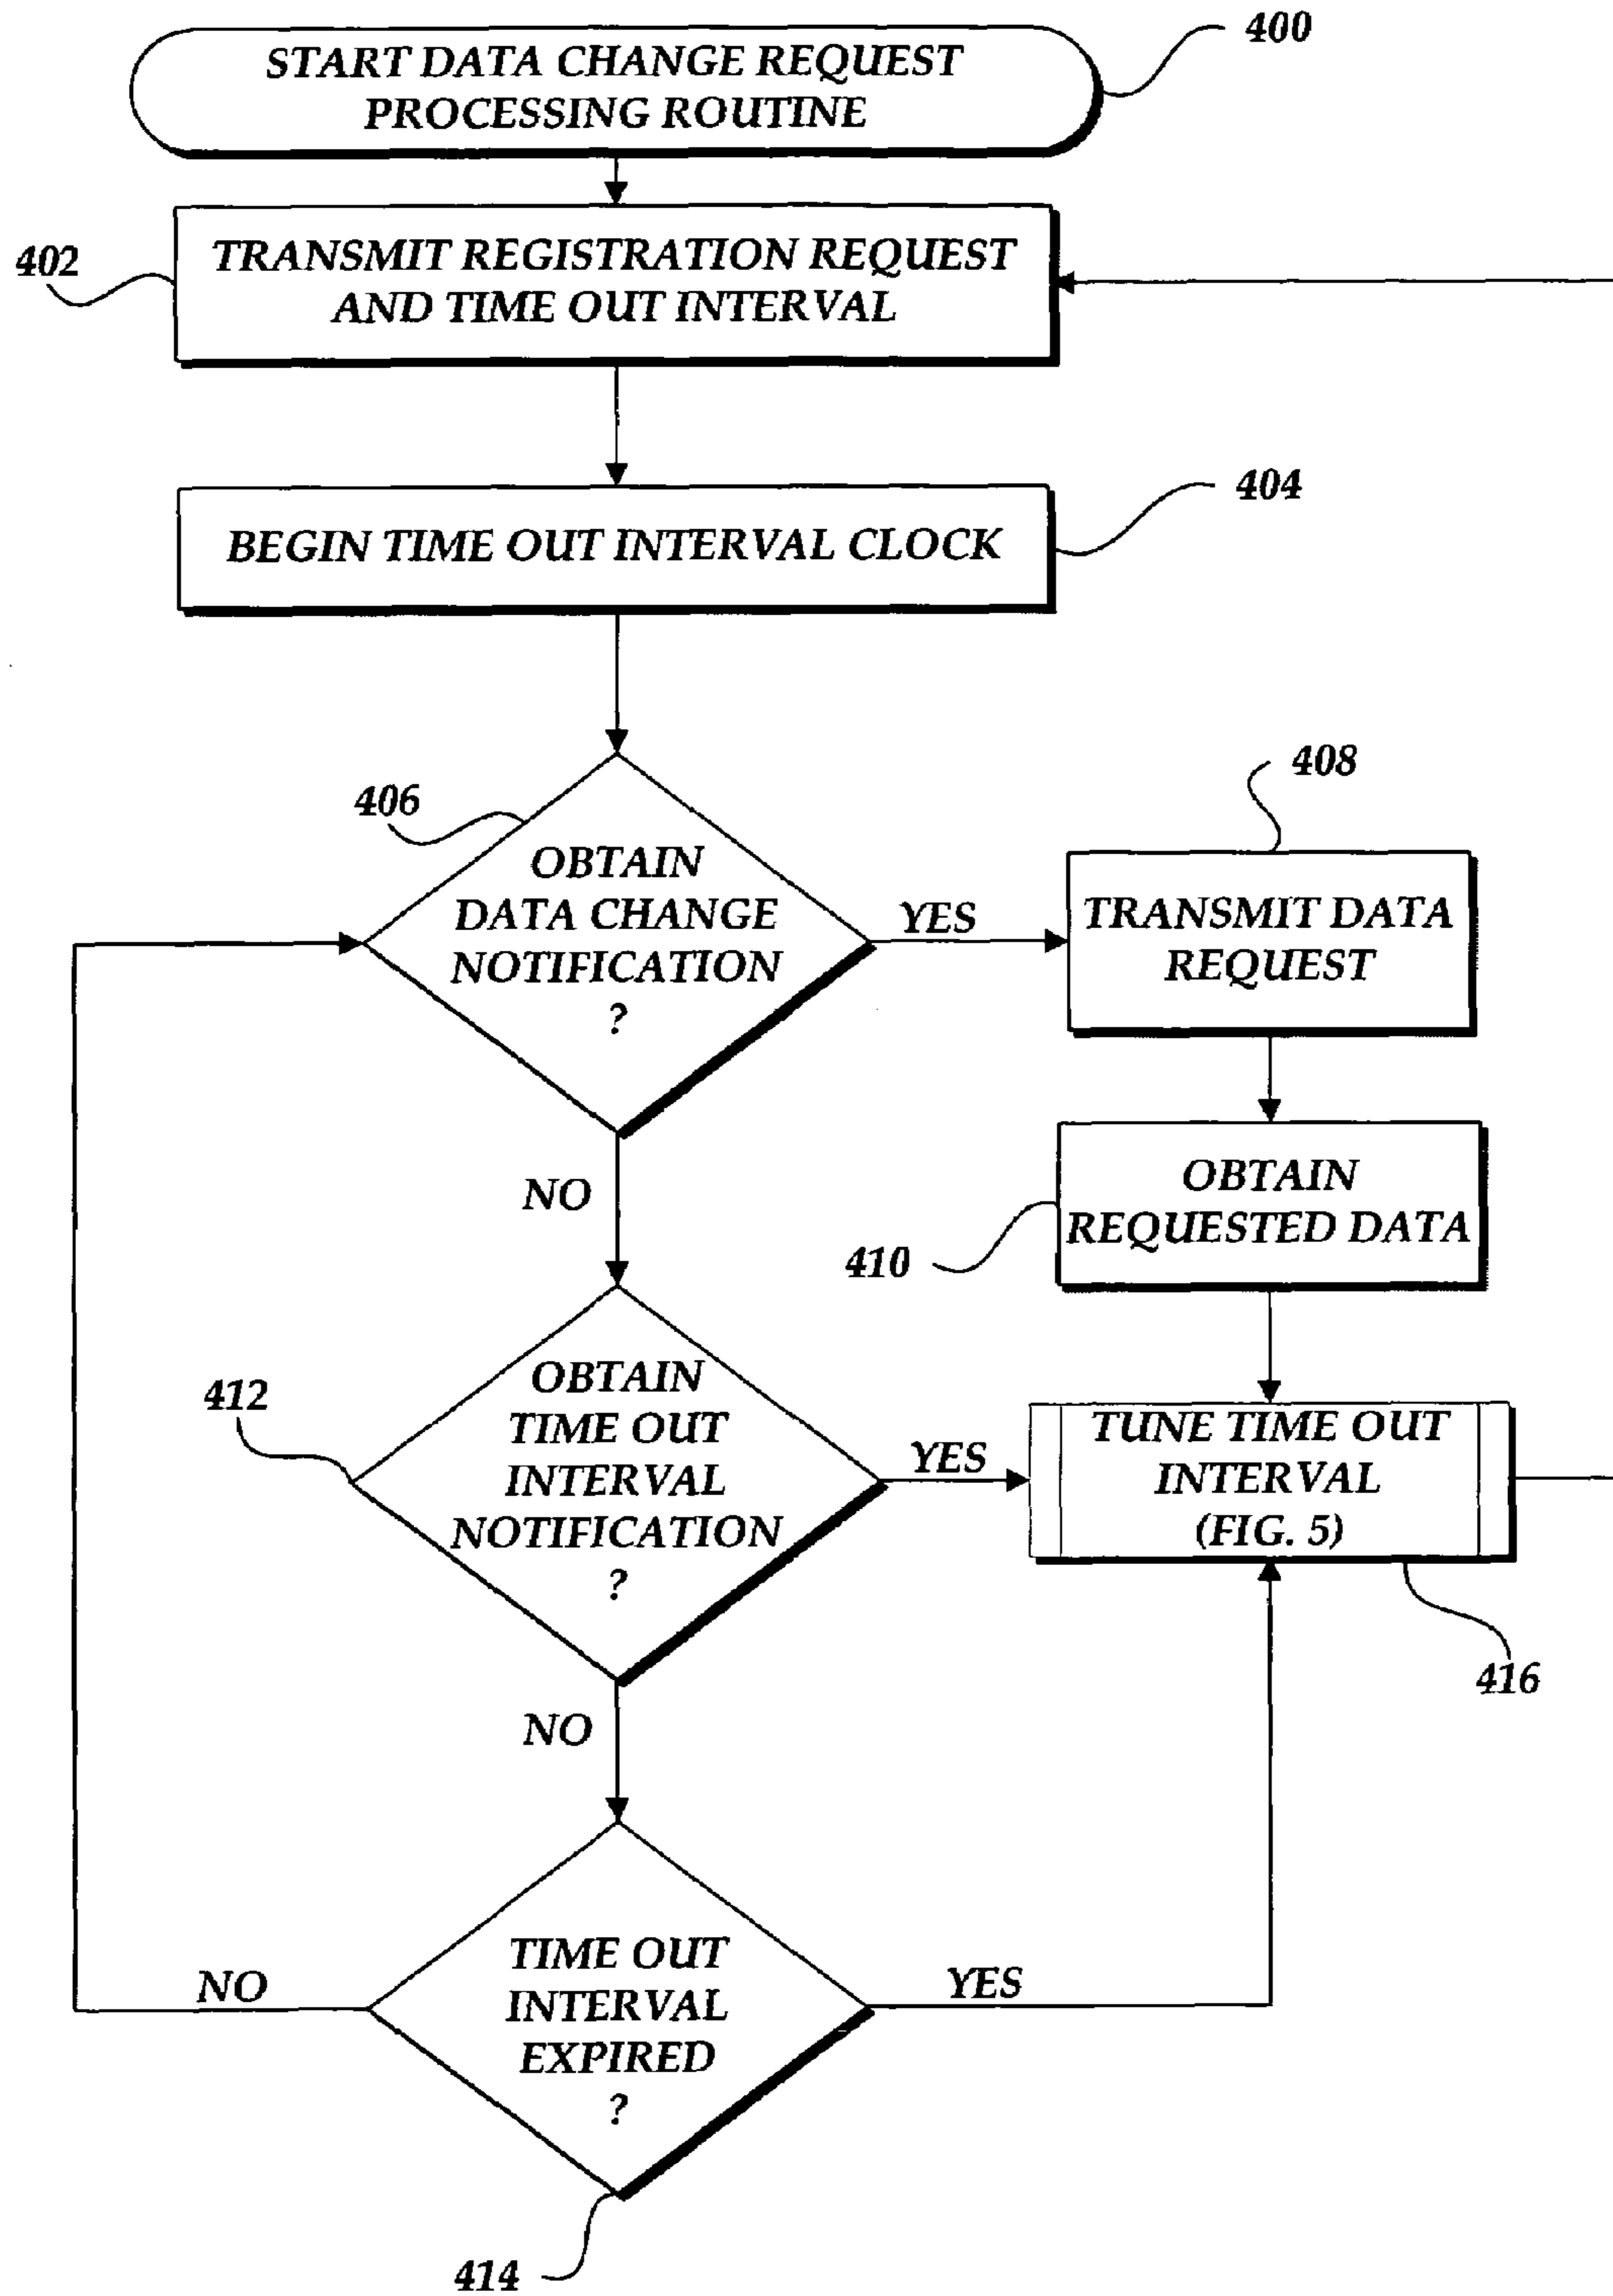 400
START DATA CHANGE REQUEST
PROCESSING ROUTINE
402
TRANSMIT REGISTRATION REQUEST
AND TIME OUT INTERVAL
404
BEGIN TIME OUT INTERVAL CLOCK
406
OBTAIN
DATA CHANGE
NOTIFICATION
?
YES
408
TRANSMIT DATA
REQUEST
NO
410
OBTAIN
REQUESTED DATA
412
OBTAIN
TIME OUT
INTERVAL
NOTIFICATION
?
YES
TUNE TIME OUT
INTERVAL
(FIG. 5)
416
NO
TIME OUT
INTERVAL
EXPIRED
?
NO
YES
414